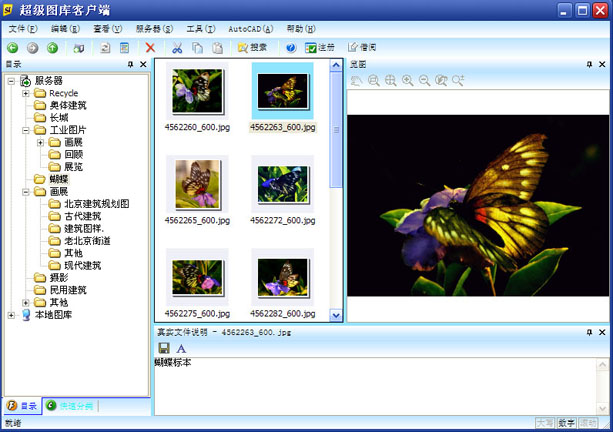 超级图库客户端
文件(F) 编辑(E) 查看(V) 服务器(S) 工具(I) AutoCAD(A) 帮助(H)
搜索 注册 借阅
目录
服务器
Recycle
奥体建筑
长城
工业图片
画展
回顾
展览
蝴蝶
画展
北京建筑规划图
古代建筑
建筑图样.
老北京街道
其他
现代建筑
摄影
民用建筑
其他
本地图库
目录 快速分类
4562260_600.jpg 4562263_600.jpg
4562265_600.jpg 4562272_600.jpg
4562275_600.jpg 4562282_600.jpg
览图
真实文件说明 - 4562263_600.jpg
A
蝴蝶标本
就绪
大写 数字 滚动